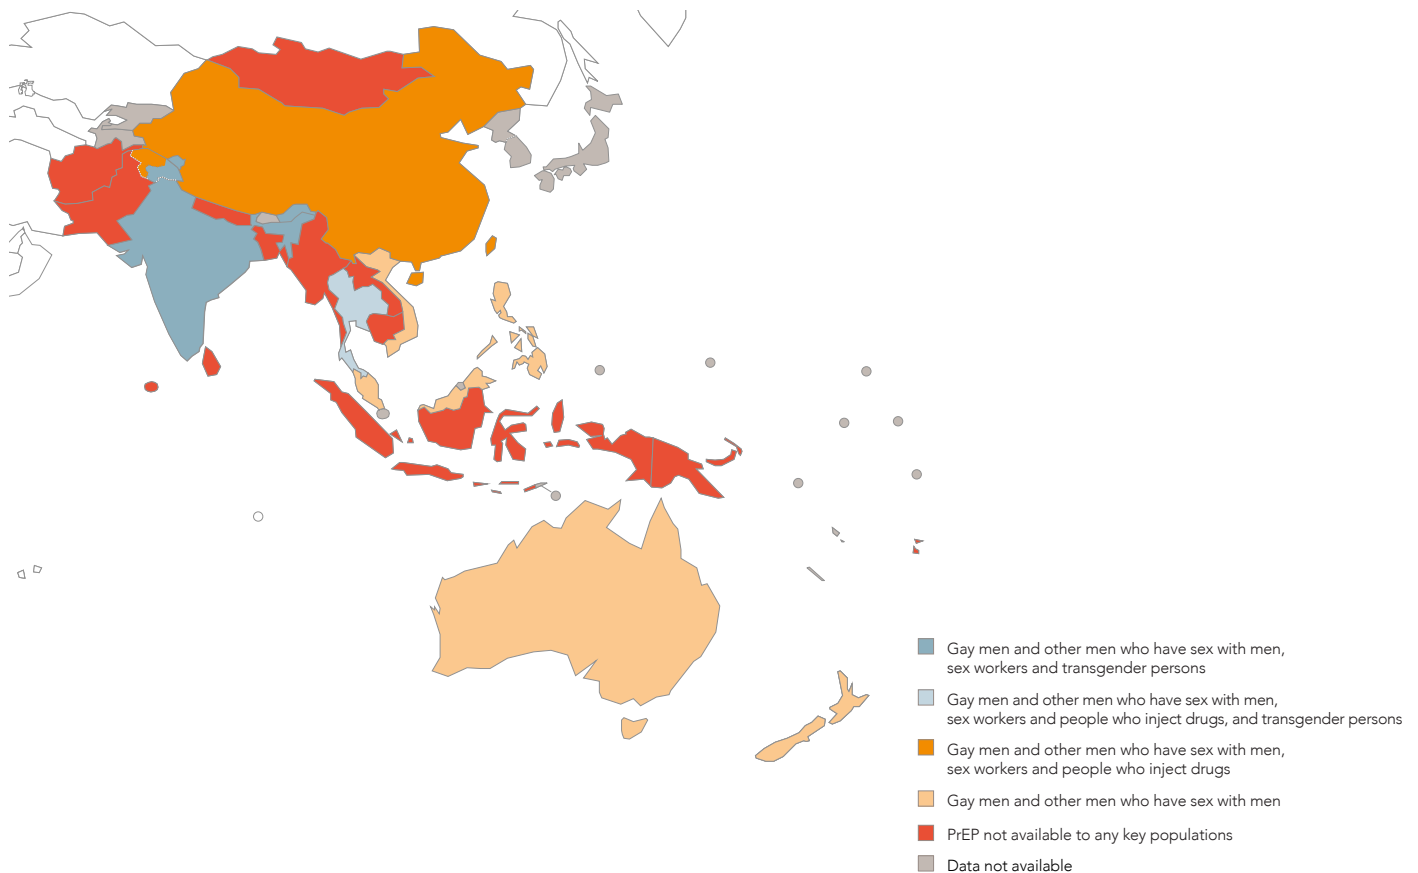 Gay men and other men who have sex with men,
sex workers and transgender persons
Gay men and other men who have sex with men,
sex workers and people who inject drugs, and transgender persons
Gay men and other men who have sex with men,
sex workers and people who inject drugs
Gay men and other men who have sex with men
PrEP not available to any key populations
Data not available